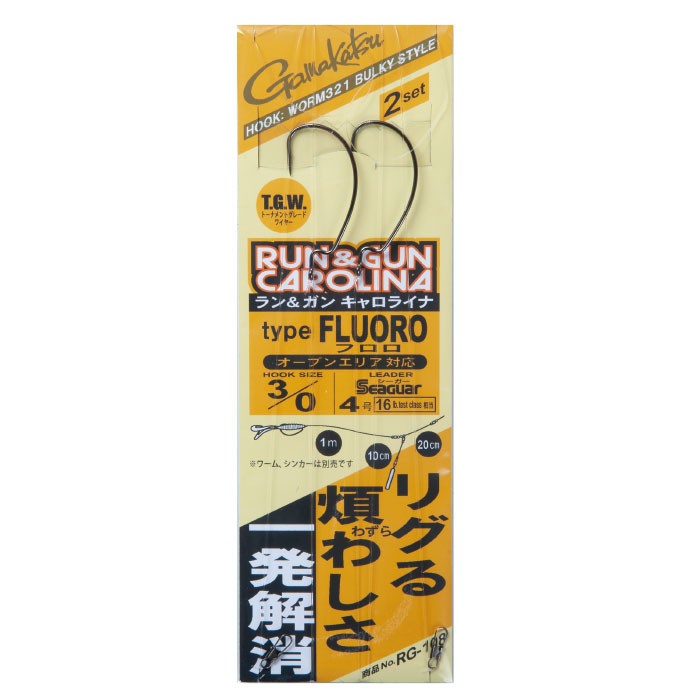 Gamakatsu
HOOK: WORM321 BULKY STYLE
2set
T.G.W.
トーナメントグレード
ワイヤー
RUN&GUN
CAROLINA
ラン&ガン キャロライナ
type FLUORO
フロロ
オープンエリア対応
HOOK SIZE
3/0
LEADER
シーガー
Seaguar
4号 16 lb.test class 相当
1m
10cm
20cm
※ワーム、シンカーは別売です
リグる
煩わしさ
わずら
一発解消
商品No. RG-108